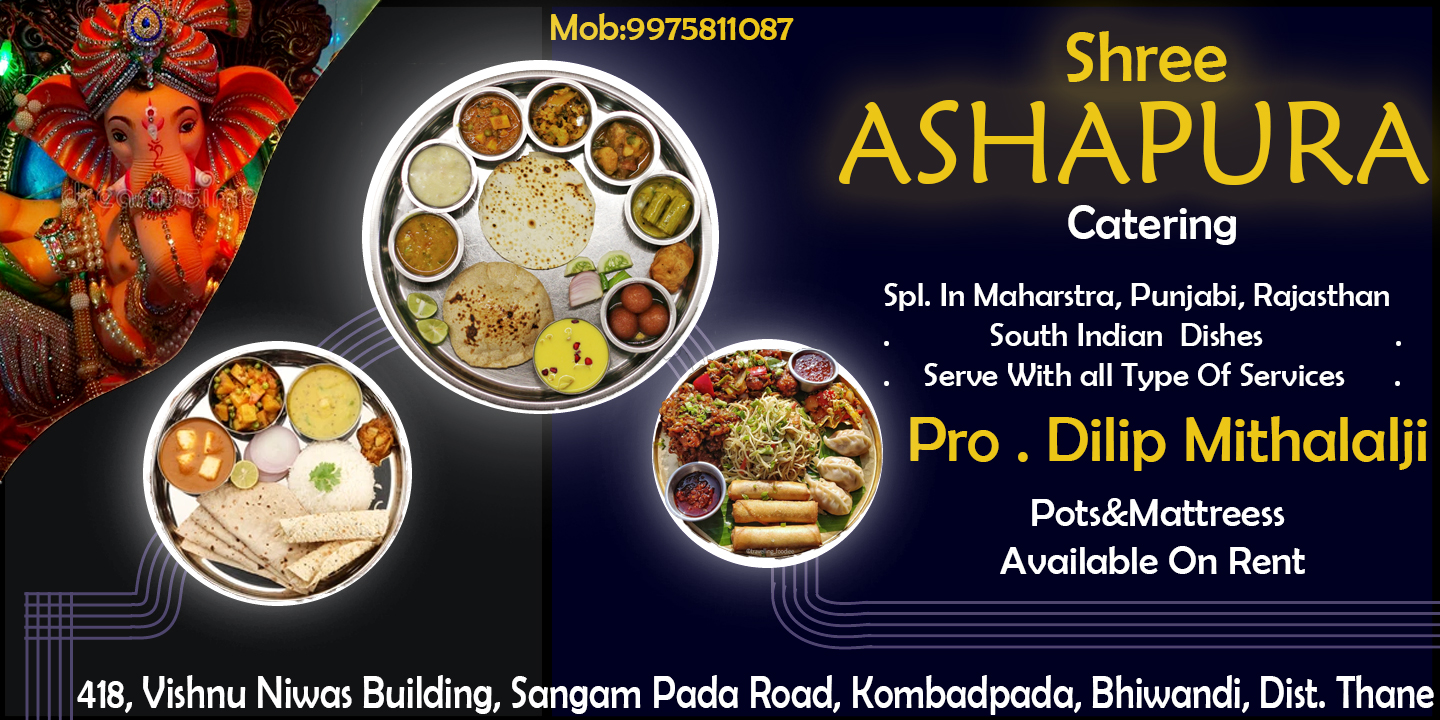 Mob:9975811087
Shree
ASHAPURA
Catering
Spl. In Maharstra, Punjabi, Rajasthan
. South Indian Dishes .
. Serve With all Type Of Services .
Pro . Dilip Mithalalji
Pots&Mattreess
Available On Rent
418, Vishnu Niwas Building, Sangam Pada Road, Kombadpada, Bhiwandi, Dist. Thane
dreamstime